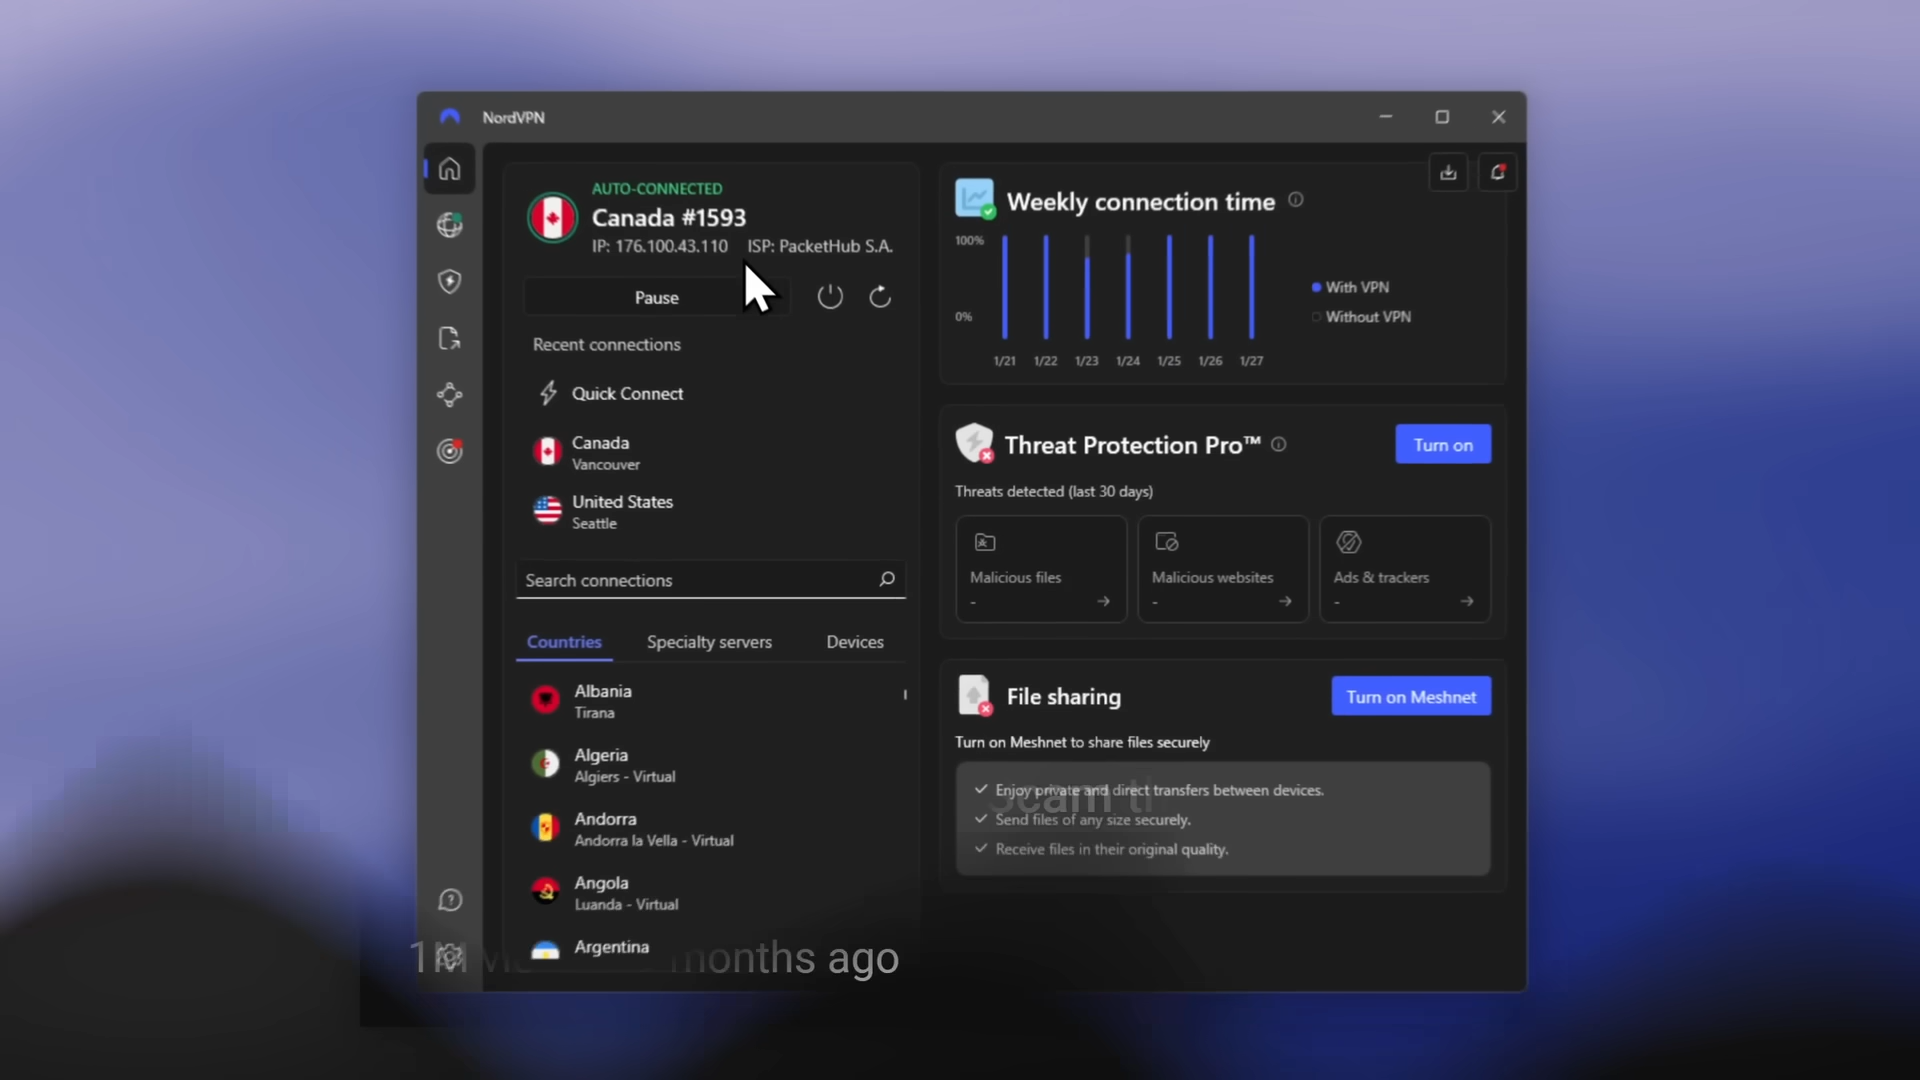 NordVPN
AUTO-CONNECTED
Canada #1593
IP: 176.100.43.110 ISP: PacketHub S.A.
Pause
Recent connections
Quick Connect
Canada
Vancouver
United States
Seattle
Search connections
Countries Specialty servers Devices
Albania
Tirana
Algeria
Algiers - Virtual
Andorra
Andorra la Vella - Virtual
Angola
Luanda - Virtual
Argentina
Weekly connection time
100%
0%
1/21 1/22 1/23 1/24 1/25 1/26 1/27
With VPN
Without VPN
Threat Protection Pro™
Turn on
Threats detected (last 30 days)
Malicious files
-
Malicious websites
-
Ads & trackers
-
File sharing
Turn on Meshnet
Turn on Meshnet to share files securely
Enjoy private and direct transfers between devices.
Send files of any size securely.
Receive files in their original quality.
Scam
1M months ago